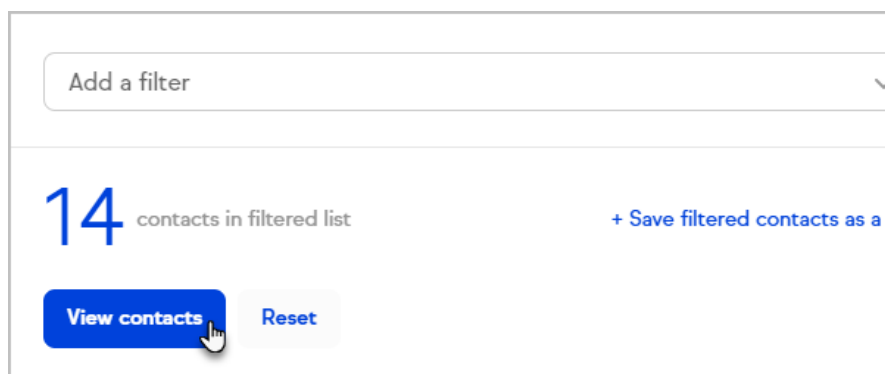 Add a filter
14 contacts in filtered list
+ Save filtered contacts as a
View contacts
Reset